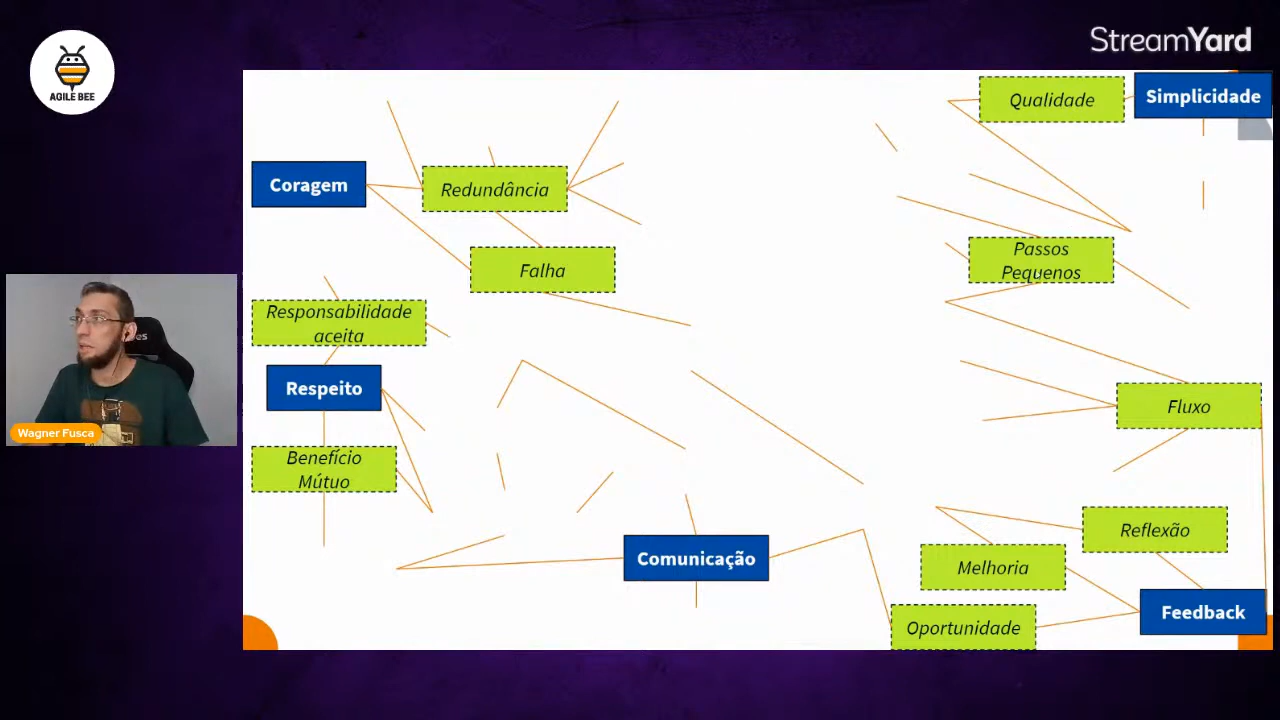 StreamYard
AGILE BEE
Qualidade
Simplicidade
Coragem
Redundância
Passos
Pequenos
Falha
Responsabilidade
aceita
Respeito
Fluxo
Wagner Fusca
Benefício
Mútuo
Reflexão
Comunicação
Melhoria
Feedback
Oportunidade